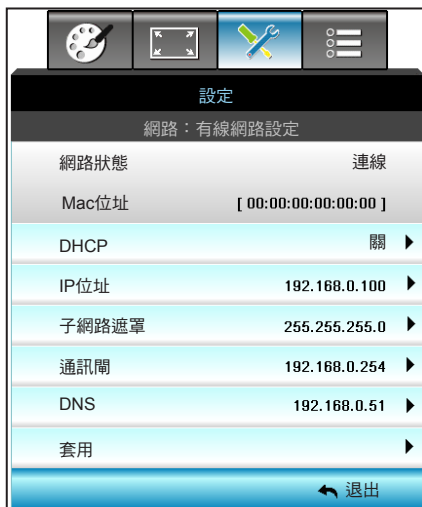 設定
網路：有線網路設定
網路狀態 連線
Mac位址 [ 00:00:00:00:00:00 ]
DHCP 關
IP位址 192.168.0.100
子網路遮罩 255.255.255.0
通訊閘 192.168.0.254
DNS 192.168.0.51
套用
退出